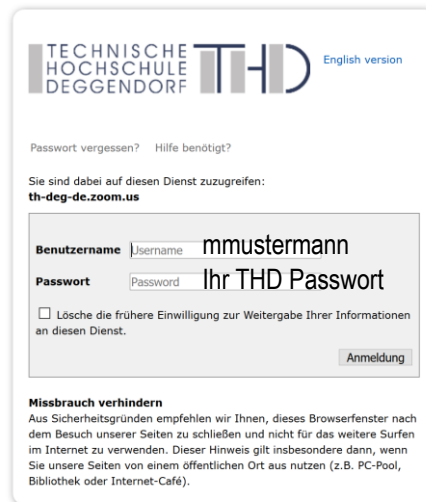 TECHNISCHE
HOCHSCHULE
DEGGENDORF
THD
English version
Passwort vergessen? Hilfe benötigt?
Sie sind dabei auf diesen Dienst zuzugreifen:
th-deg-de.zoom.us
Benutzername Username mmustermann
Passwort Password Ihr THD Passwort
Lösche die frühere Einwilligung zur Weitergabe Ihrer Informationen
an diesen Dienst.
Anmeldung
Missbrauch verhindern
Aus Sicherheitsgründen empfehlen wir Ihnen, dieses Browserfenster nach
dem Besuch unserer Seiten zu schließen und nicht für das weitere Surfen
im Internet zu verwenden. Dieser Hinweis gilt insbesondere dann, wenn
Sie unsere Seiten von einem öffentlichen Ort aus nutzen (z.B. PC-Pool,
Bibliothek oder Internet-Café).